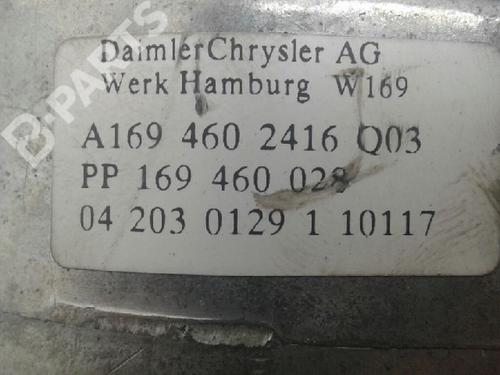 DaimlerChrysler AG
Werk Hamburg W169
A169 460 2416 Q03
PP 169 460 028
04 203 0129 1 10117
B-PARTS